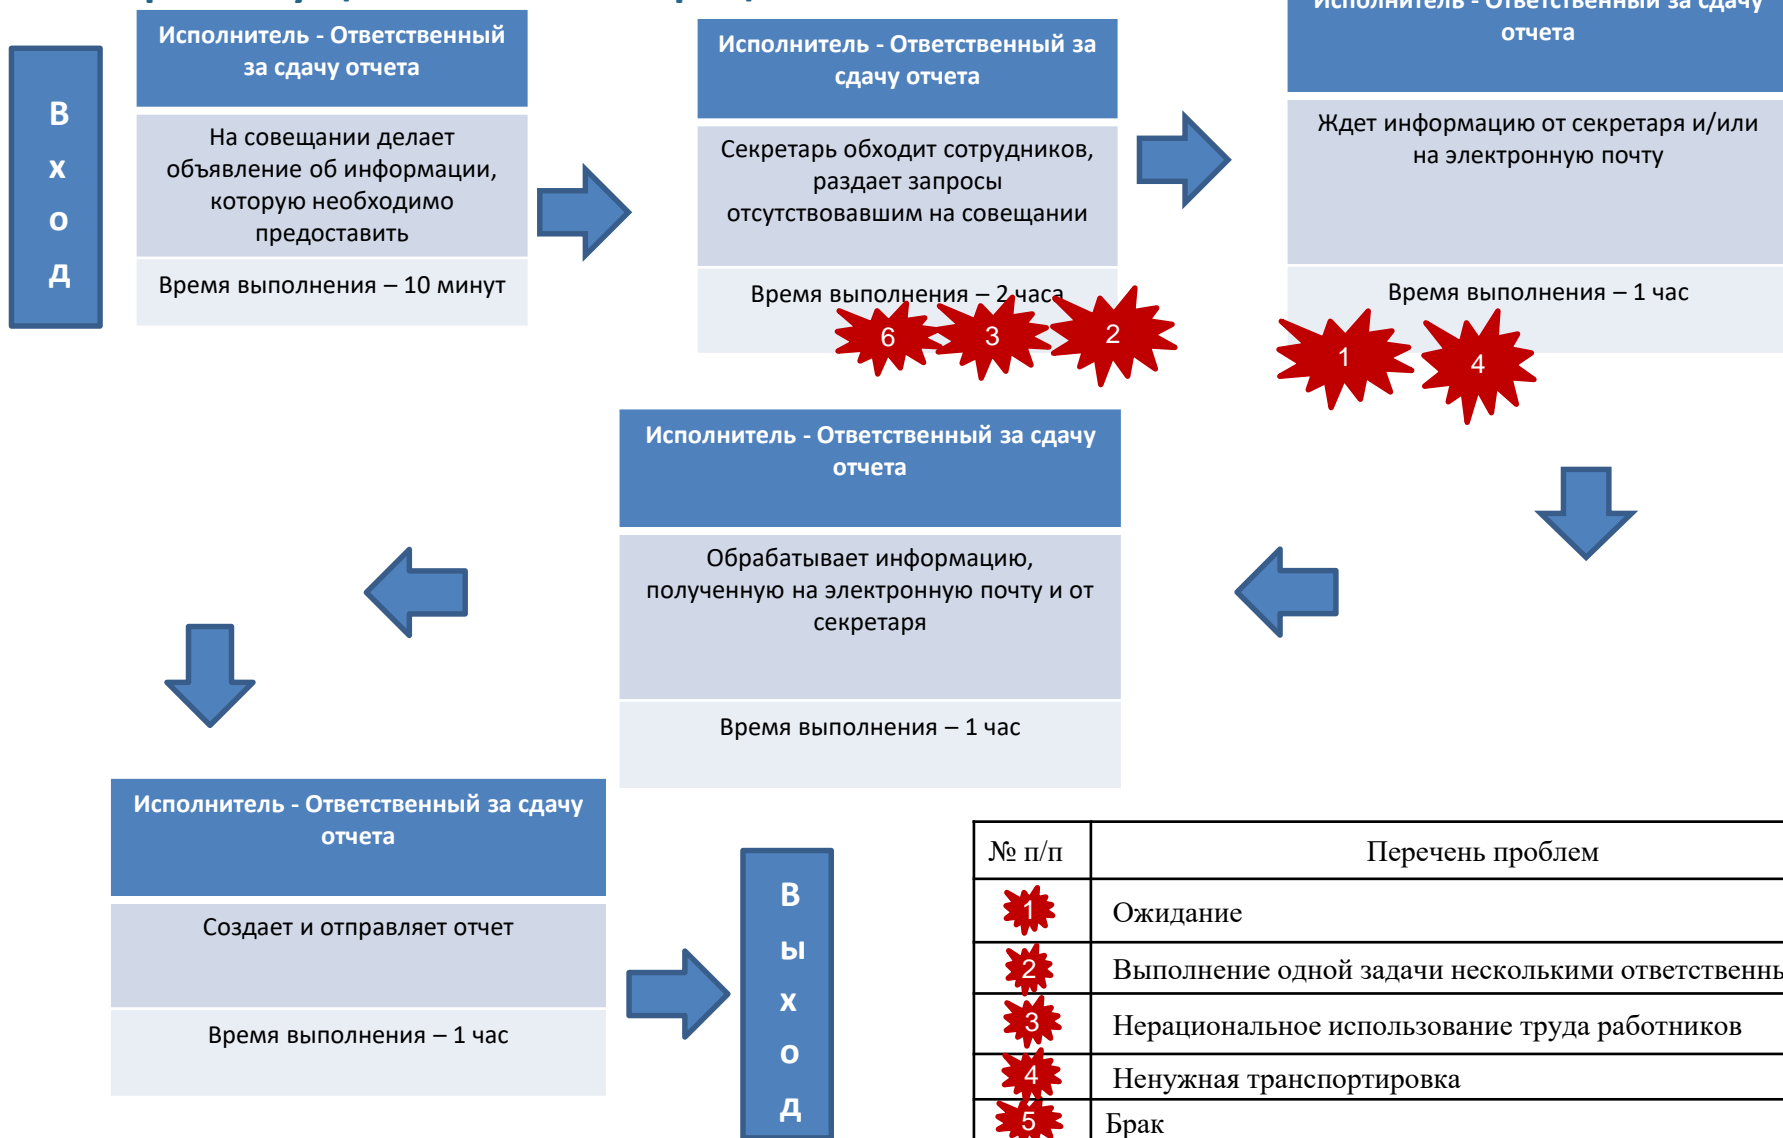 В
х
о
д
Исполнитель - Ответственный
за сдачу отчета
На совещании делает
объявление об информации,
которую необходимо
предоставить
Время выполнения – 10 минут
Исполнитель - Ответственный за
сдачу отчета
Секретарь обходит сотрудников,
раздает запросы
отсутствовавшим на совещании
Время выполнения – 2 часа
6
3
2
Исполнитель - Ответственный за сдачу
отчета
Ждет информацию от секретаря и/или
на электронную почту
Время выполнения – 1 час
1
4
Исполнитель - Ответственный за сдачу
отчета
Обрабатывает информацию,
полученную на электронную почту и от
секретаря
Время выполнения – 1 час
Исполнитель - Ответственный за сдачу
отчета
Создает и отправляет отчет
Время выполнения – 1 час
В
ы
х
о
д
№ п/п Перечень проблем
1 Ожидание
2 Выполнение одной задачи несколькими
3 Нерациональное использование труда работников
4 Ненужная транспортировка
5 Брак